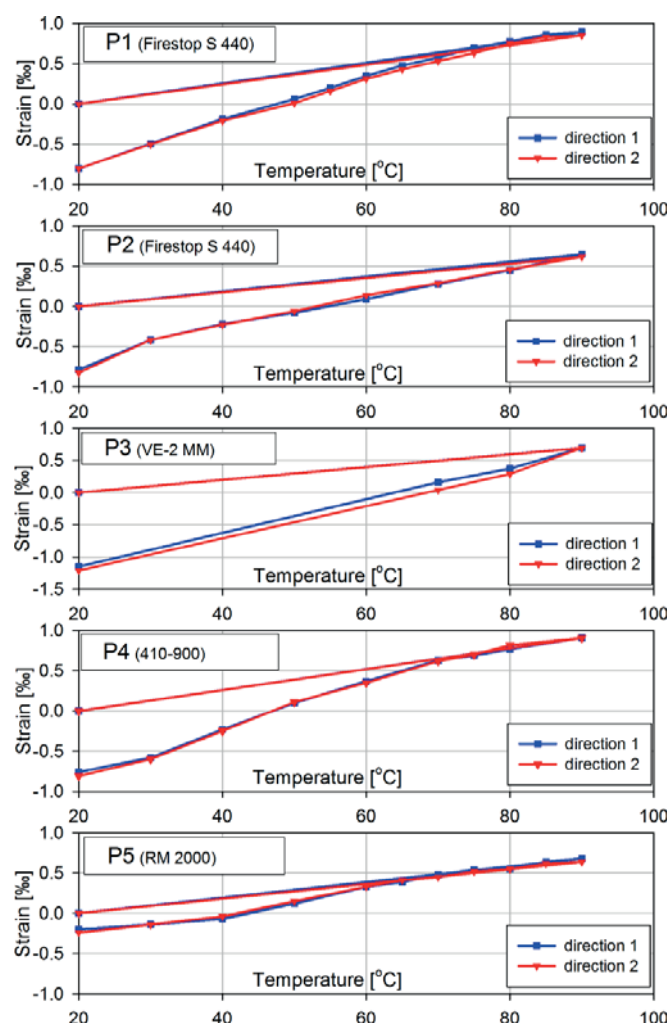 1.0
P1 (Firestop S 440)
0.5
0.0
-0.5
-1.0
Strain [‰]
direction 1
direction 2
Temperature [°C]
20 40 60 80 100
1.0
P2 (Firestop S 440)
0.5
0.0
-0.5
-1.0
Strain [‰]
direction 1
direction 2
Temperature [°C]
20 40 60 80 100
1.0
P3 (VE-2 MM)
0.5
0.0
-0.5
-1.0
-1.5
Strain [‰]
direction 1
direction 2
Temperature [°C]
20 40 60 80 100
1.0
P4 (410-900)
0.5
0.0
-0.5
-1.0
Strain [‰]
direction 1
direction 2
Temperature [°C]
20 40 60 80 100
1.0
P5 (RM 2000)
0.5
0.0
-0.5
-1.0
Strain [‰]
direction 1
direction 2
Temperature [°C]
20 40 60 80 100